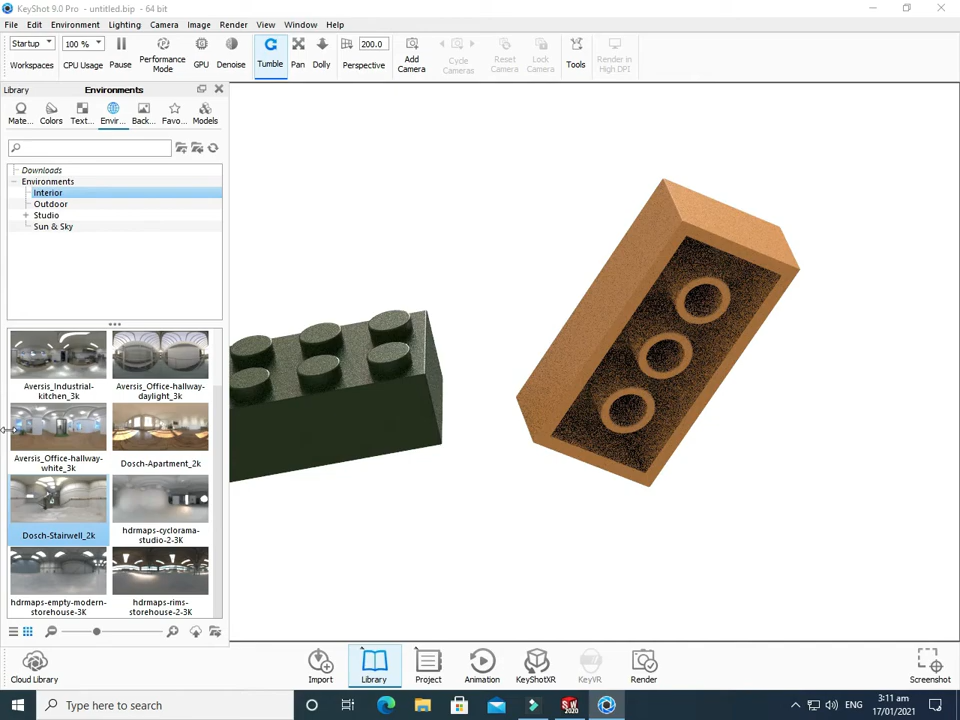 KeyShot 9.0 Pro - untitled.bip - 64 bit
File Edit Environment Lighting Camera Image Render View Window Help
Startup 100 % 200.0
Workspaces CPU Usage Pause Performance Mode GPU Denoise Tumble Pan Dolly Perspective Add Camera Cycle Cameras Reset Camera Lock Camera Tools Render in High DPI
Library Environments
Mate... Colors Text... Envir... Back... Favo... Models
Downloads
Environments
Interior
Outdoor
Studio
Sun & Sky
Aversis_Industrial-kitchen_3k
Aversis_Office-hallway-daylight_3k
Aversis_Office-hallway-white_3k
Dosch-Apartment_2k
Dosch-Stairwell_2k
hdrmaps-cyclorama-studio-2-3K
hdrmaps-empty-modern-storehouse-3K
hdrmaps-rims-storehouse-2-3K
Cloud Library Import Library Project Animation KeyShotXR KeyVR Render Screenshot
Type here to search
SW 2020
ENG
3:11 am
17/01/2021